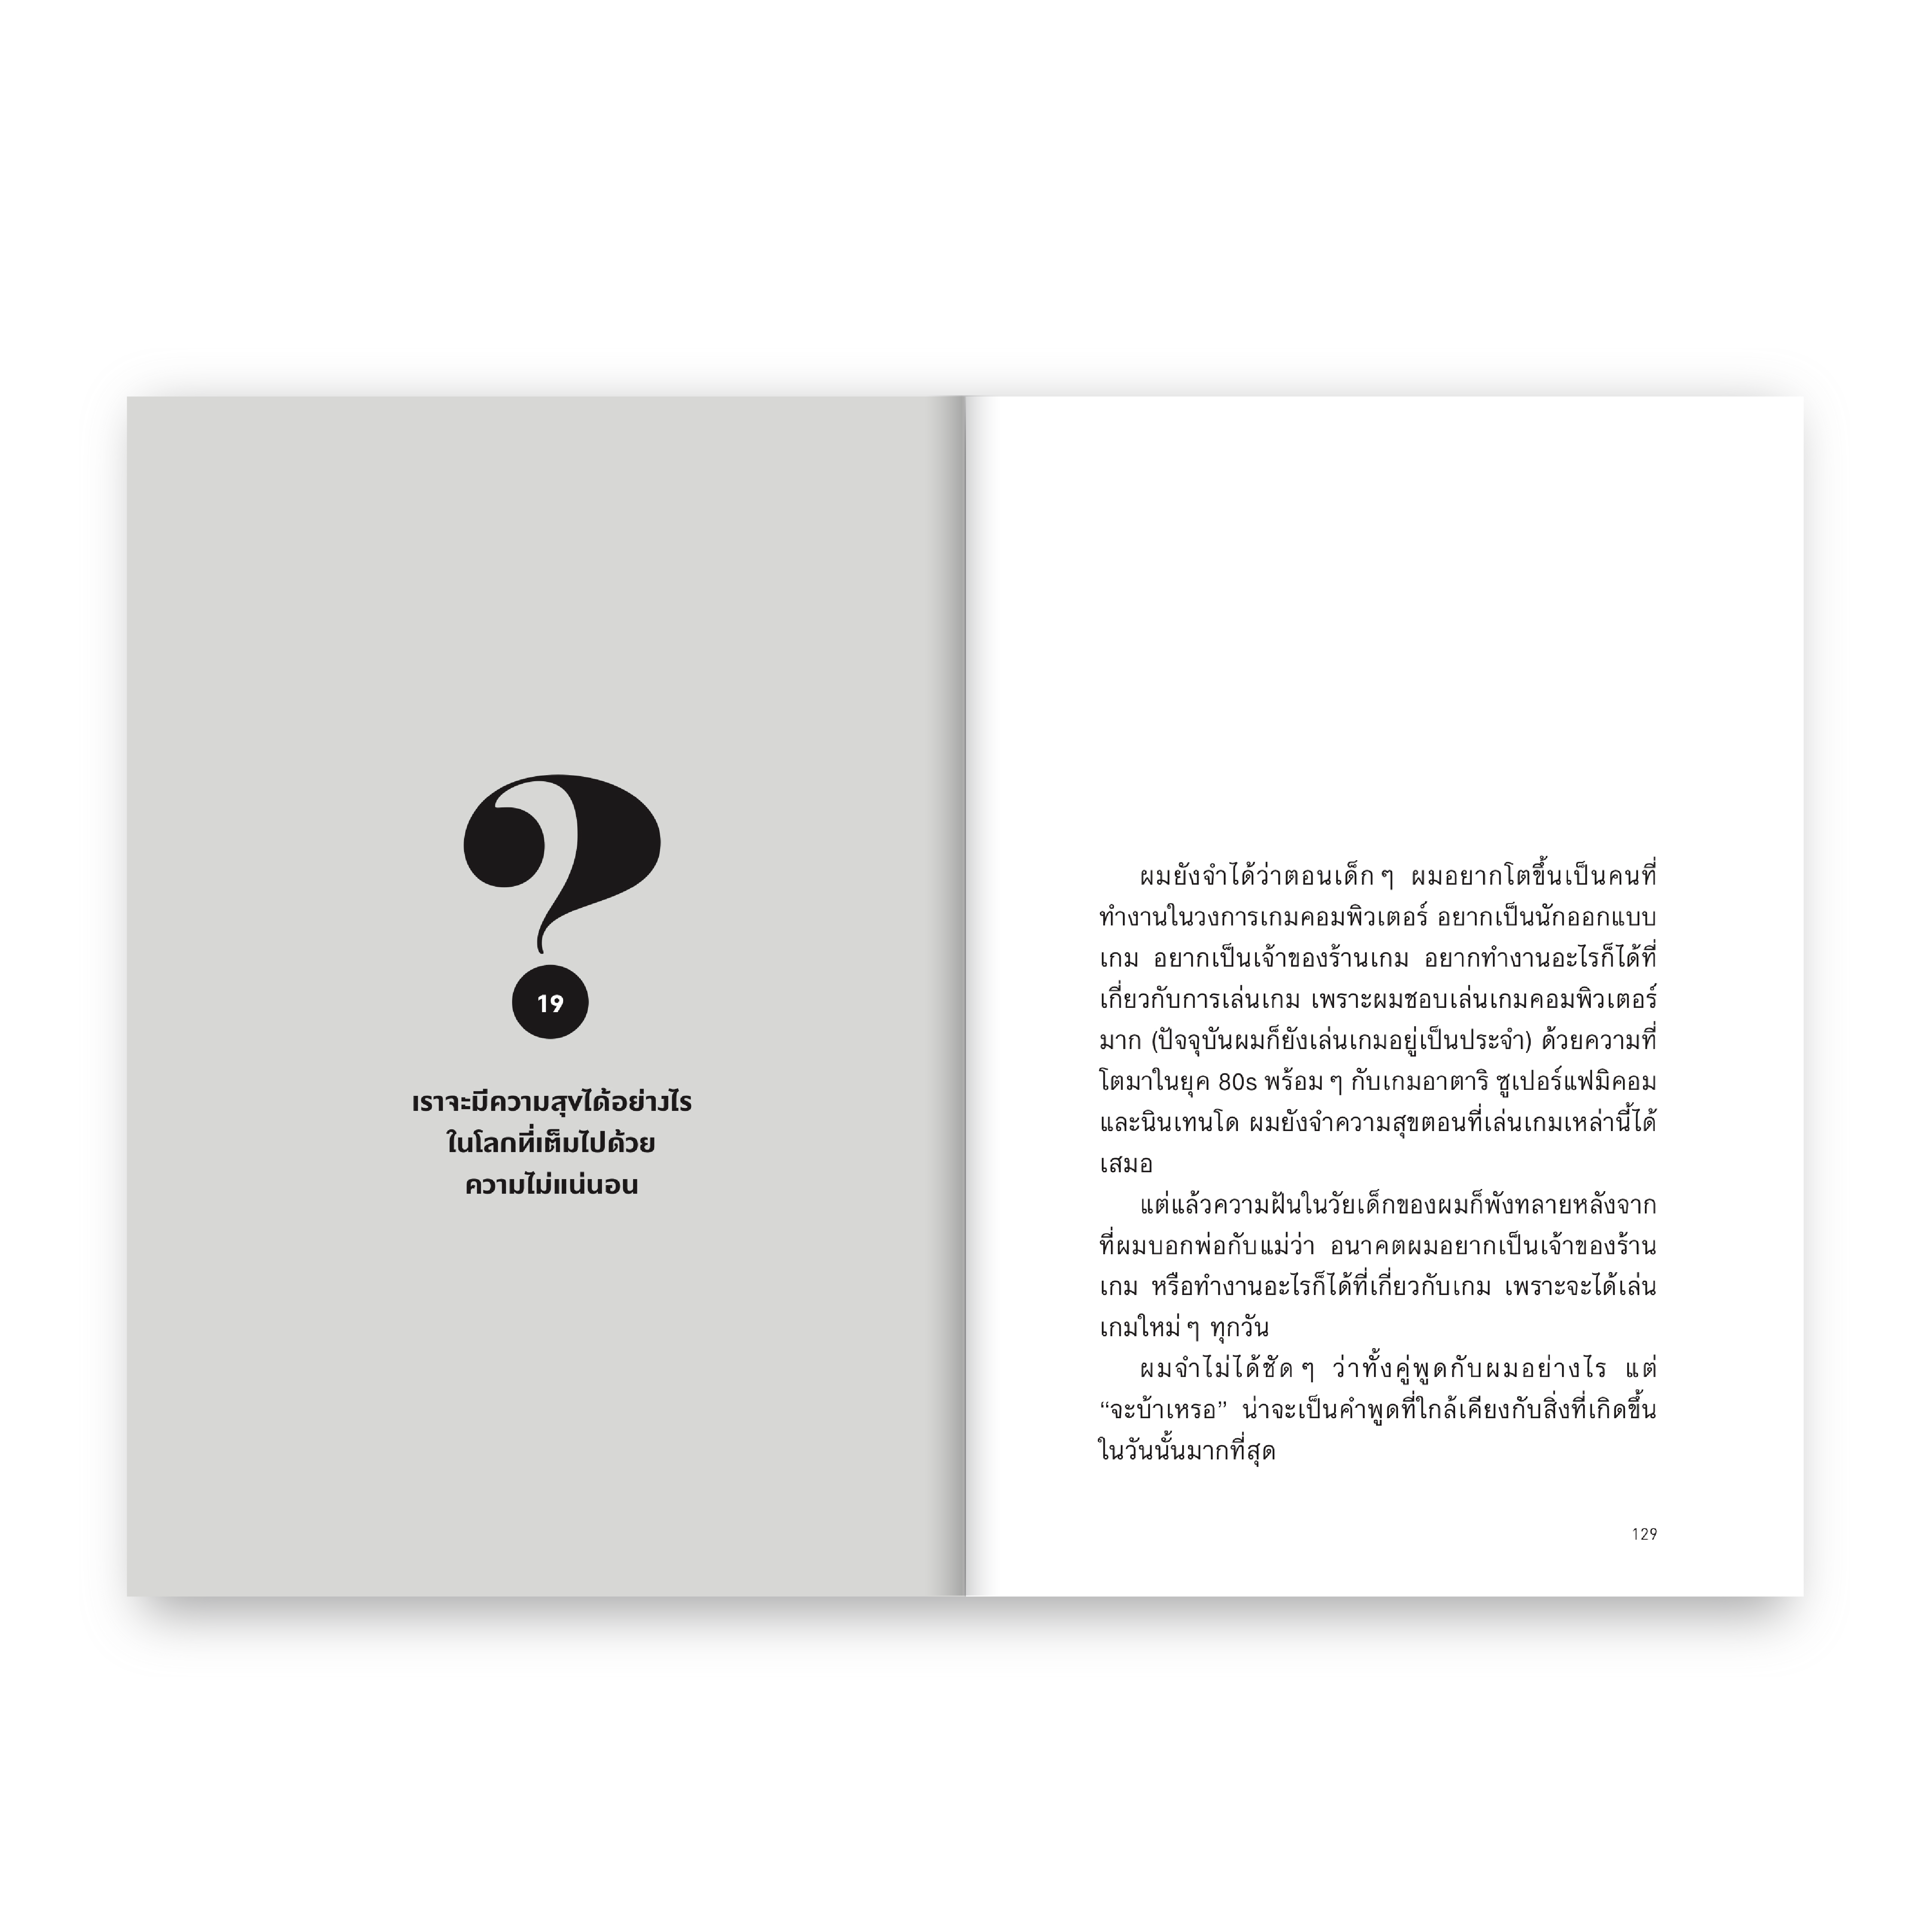 ?
19
เราจะมีความสุขได้อย่างไร
ในโลกที่เต็มไปด้วย
ความไม่แน่นอน
ผมยังจำได้ว่าตอนเด็ก ๆ ผมอยากโตขึ้นเป็นคนที่
ทำงานในวงการเกมคอมพิวเตอร์ อยากเป็นนักออกแบบ
เกม อยากเป็นเจ้าของร้านเกม อยากทำงานอะไรก็ได้ที่
เกี่ยวกับการเล่นเกม เพราะผมชอบเล่นเกมคอมพิวเตอร์
มาก (ปัจจุบันผมก็ยังเล่นเกมอยู่เป็นประจำ) ด้วยความที่
โตมาในยุค 80s พร้อม ๆ กับเกมอาตาริ ซูเปอร์แฟมิคอม
และนินเทนโด ผมยังจำความสุขตอนที่เล่นเกมเหล่านี้ได้
เสมอ
แต่แล้วความฝันในวัยเด็กของผมก็พังทลายหลังจาก
ที่ผมบอกพ่อกับแม่ว่า อนาคตผมอยากเป็นเจ้าของร้าน
เกม หรือทำงานอะไรก็ได้ที่เกี่ยวกับเกม เพราะจะได้เล่น
เกมใหม่ ๆ ทุกวัน
ผมจำไม่ได้ชัด ๆ ว่าทั้งคู่พูดกับผมอย่างไร แต่
“จะบ้าเหรอ” น่าจะเป็นคำพูดที่ใกล้เคียงกับสิ่งที่เกิดขึ้น
ในวันนั้นมากที่สุด
129